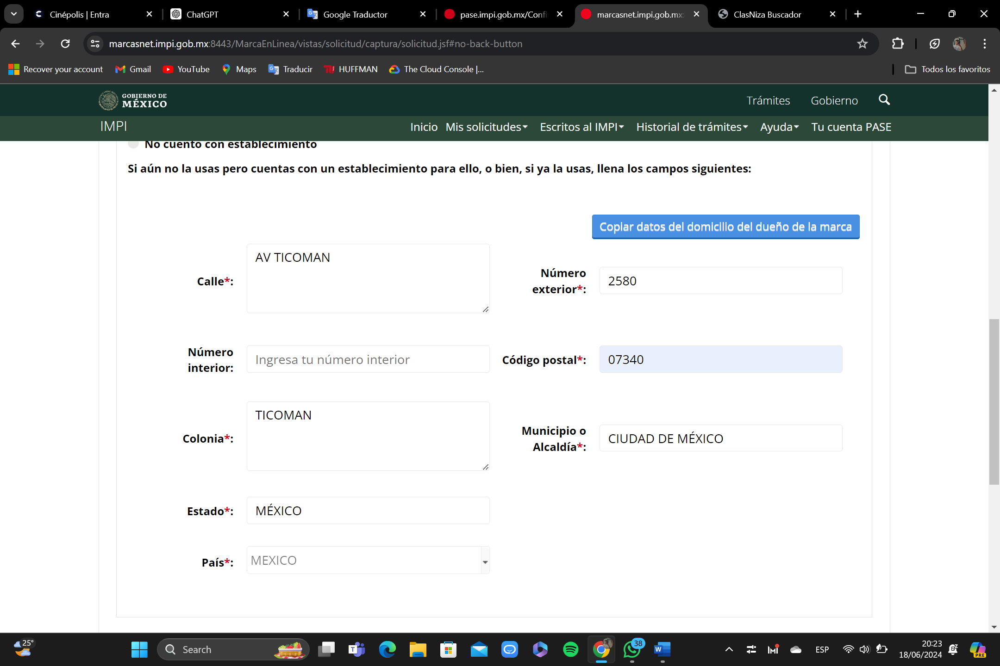 Cinépolis | Entra
ChatGPT
Google Traductor
pase.impi.gob.mx/Confi
marcasnet.impi.gob.mx:
ClasNiza Buscador
marcasnet.impi.gob.mx:8443/MarcaEnLinea/vistas/solicitud/captura/solicitud.jsf#no-back-button
Recover your account
Gmail
YouTube
Maps
Traducir
HUFFMAN
The Cloud Console |...
Todos los favoritos
GOBIERNO DE
MÉXICO
Trámites
Gobierno
IMPI
Inicio
Mis solicitudes
Escritos al IMPI
Historial de trámites
Ayuda
Tu cuenta PASE
No cuento con establecimiento
Si aún no la usas pero cuentas con un establecimiento para ello, o bien, si ya la usas, llena los campos siguientes:
Copiar datos del domicilio del dueño de la marca
Calle*:
AV TICOMAN
Número
exterior*:
2580
Número
interior:
Ingresa tu número interior
Código postal*:
07340
Colonia*:
TICOMAN
Municipio o
Alcaldía*:
CIUDAD DE MÉXICO
Estado*:
MÉXICO
País*:
MEXICO
25°
Search
38
ESP
20:23
18/06/2024
PRE